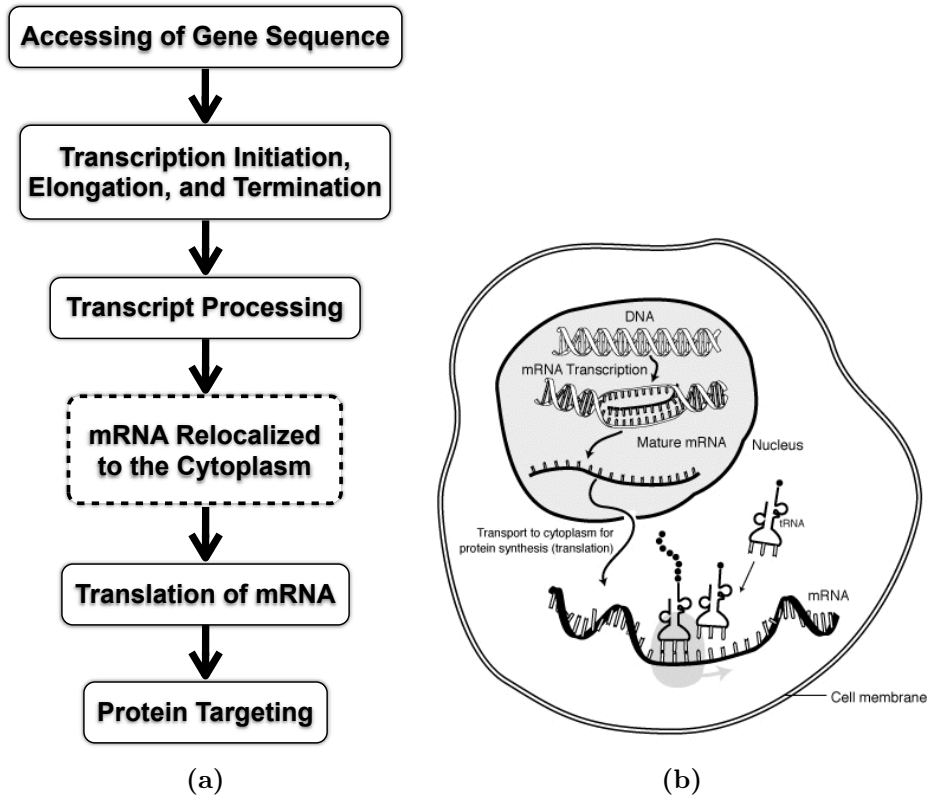 Accessing of Gene Sequence
Transcription Initiation,
Elongation, and Termination
Transcript Processing
mRNA Relocalized
to the Cytoplasm
Translation of mRNA
Protein Targeting
(a)
DNA
mRNA Transcription
Mature mRNA
Nucleus
Transport to cytoplasm for
protein synthesis (translation)
tRNA
mRNA
Cell membrane
(b)